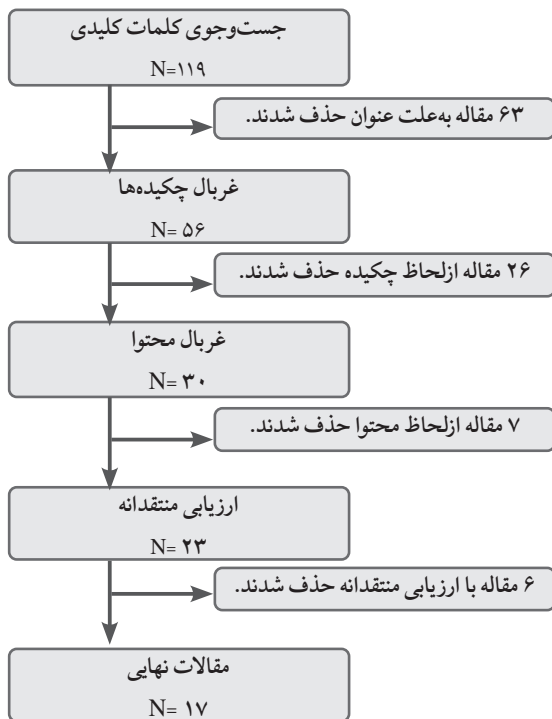 جست‌وجوی کلمات کلیدی
N=۱۱۹
۶۳ مقاله به‌علت عنوان حذف شدند.
غربال چکیده‌ها
N= ۵۶
۲۶ مقاله ازلحاظ چکیده حذف شدند.
غربال محتوا
N= ۳۰
۷ مقاله ازلحاظ محتوا حذف شدند.
ارزیابی منتقدانه
N= ۲۳
۶ مقاله با ارزیابی منتقدانه حذف شدند.
مقالات نهایی
N= ۱۷